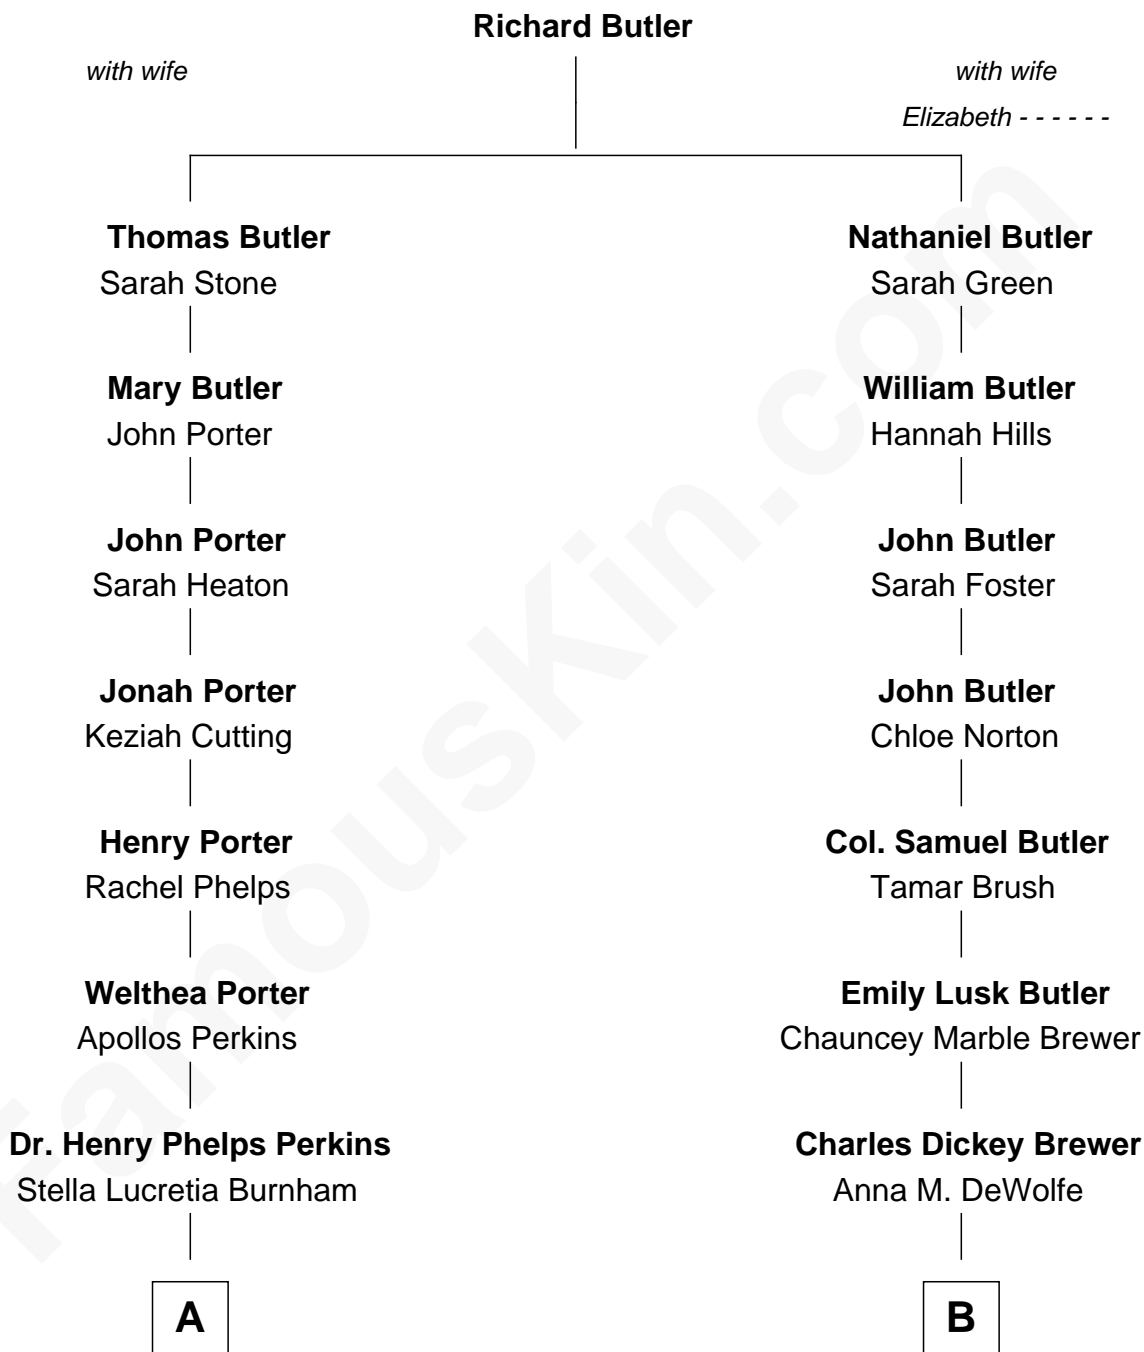 Richard Butler
with wife
with wife
Elizabeth - - - - - -
Thomas Butler
Nathaniel Butler
Sarah Stone
Sarah Green
Mary Butler
William Butler
John Porter
Hannah Hills
John Porter
John Butler
Sarah Heaton
Sarah Foster
Jonah Porter
John Butler
Keziah Cutting
Chloe Norton
Henry Porter
Col. Samuel Butler
Rachel Phelps
Tamar Brush
Welthea Porter
Emily Lusk Butler
Apollos Perkins
Chauncey Marble Brewer
Dr. Henry Phelps Perkins
Charles Dickey Brewer
Stella Lucretia Burnham
Anna M. DeWolfe
A
B
FamousKin.com